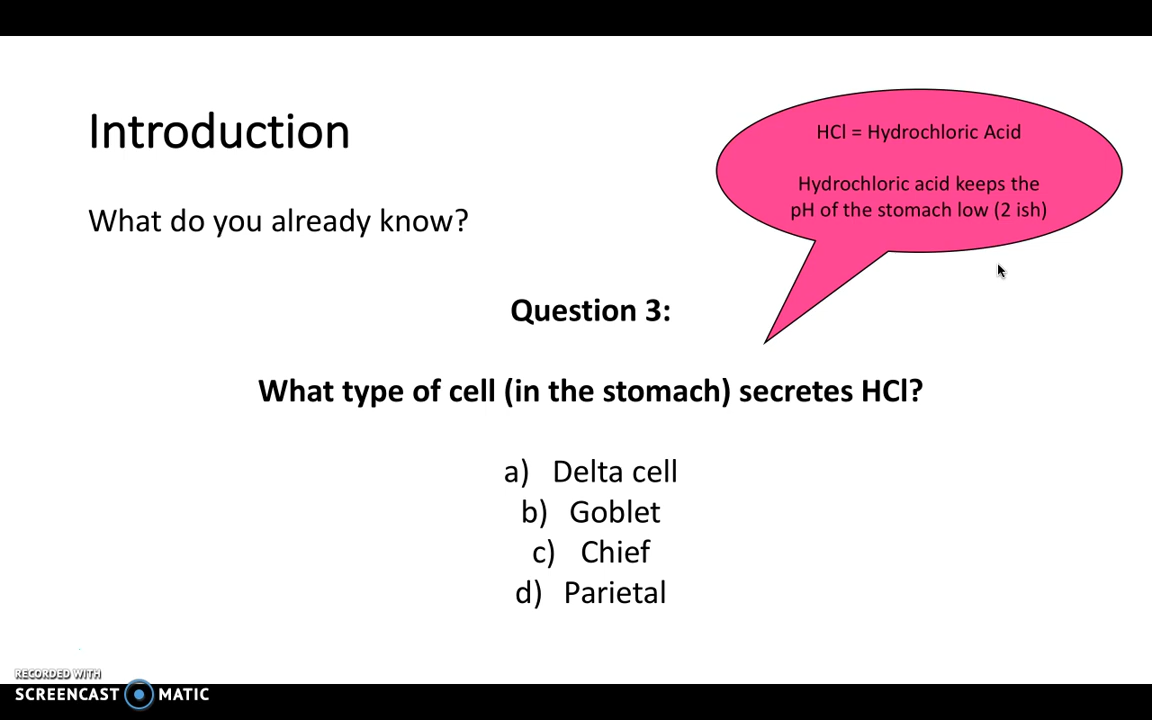 Introduction
HCl = Hydrochloric Acid
Hydrochloric acid keeps the
pH of the stomach low (2 ish)
What do you already know?
Question 3:
What type of cell (in the stomach) secretes HCl?
a) Delta cell
b) Goblet
c) Chief
d) Parietal
RECORDED WITH
SCREENCAST MATIC